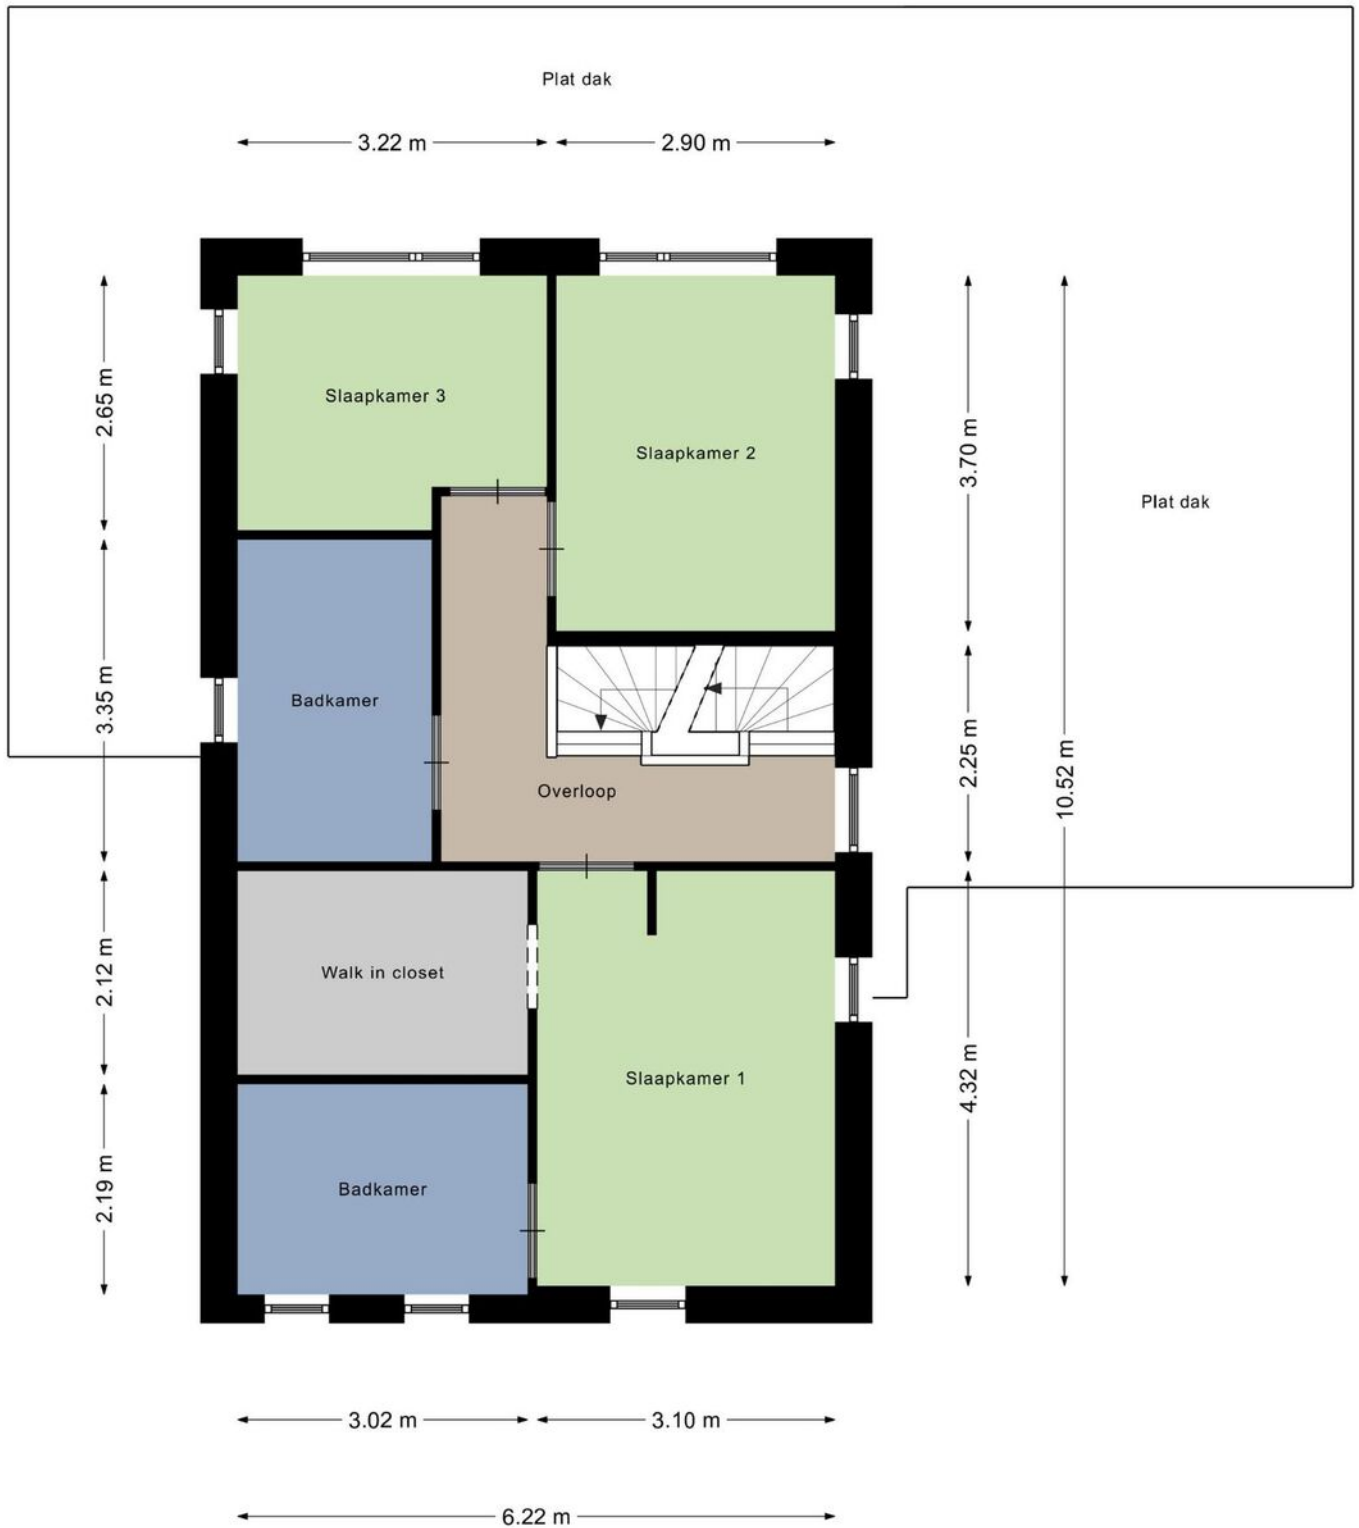 Plat dak
3.22 m
2.90 m
2.65 m
Slaapkamer 3
Slaapkamer 2
3.70 m
Plat dak
3.35 m
Badkamer
2.25 m
10.52 m
Overloop
2.12 m
Walk in closet
Slaapkamer 1
4.32 m
2.19 m
Badkamer
3.02 m
3.10 m
6.22 m